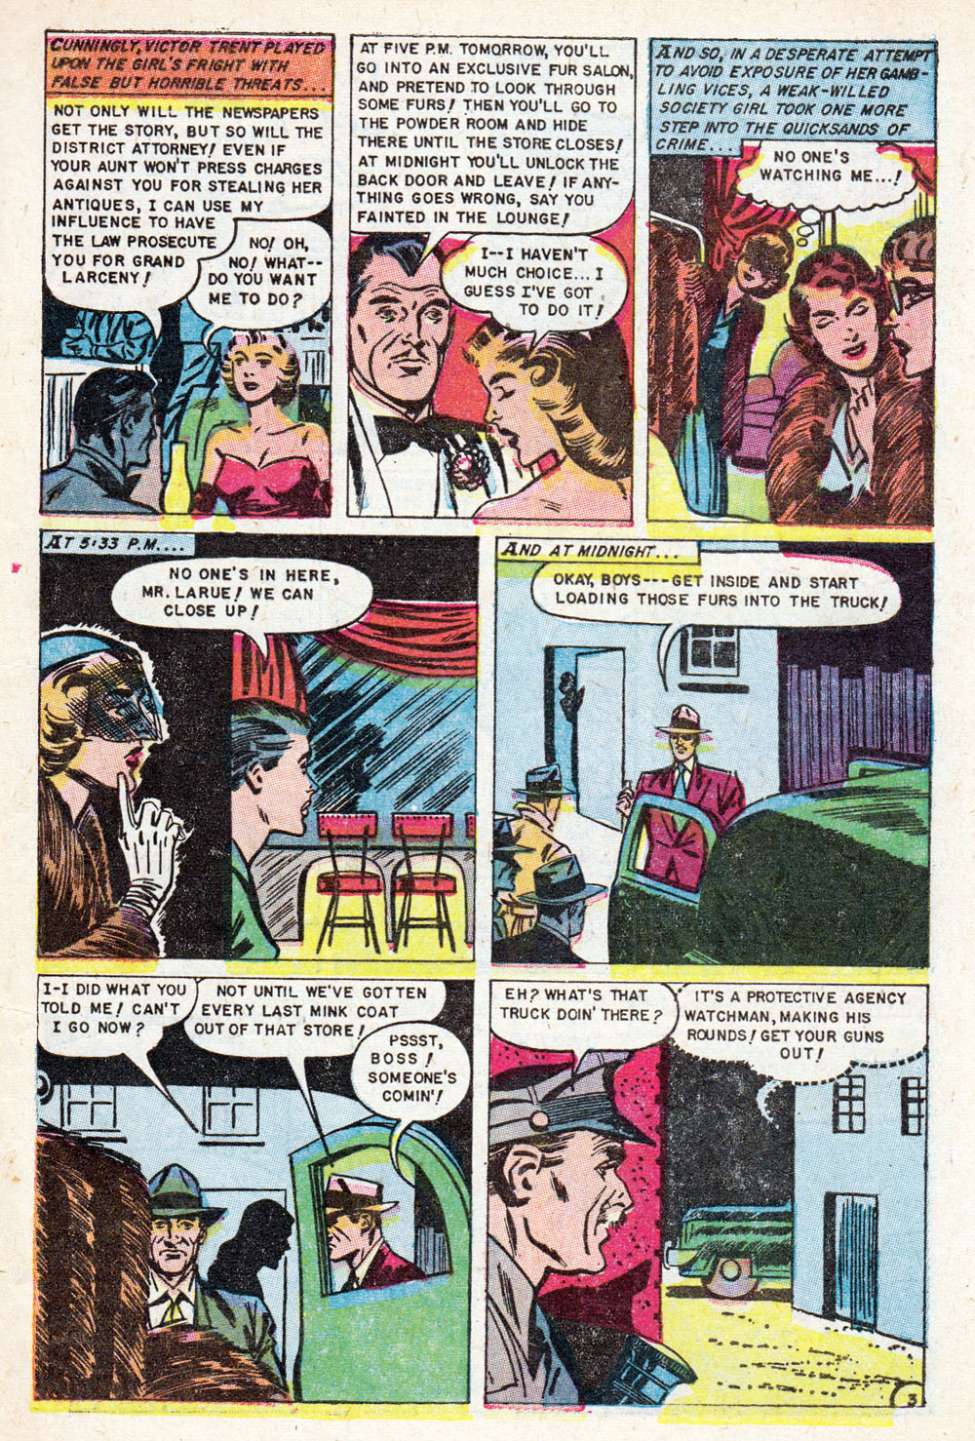 CUNNINGLY, VICTOR TRENT PLAYED
UPON THE GIRL'S FRIGHT WITH
FALSE BUT HORRIBLE THREATS...
NOT ONLY WILL THE NEWSPAPERS
GET THE STORY, BUT SO WILL THE
DISTRICT ATTORNEY! EVEN IF
YOUR AUNT WON'T PRESS CHARGES
AGAINST YOU FOR STEALING HER
ANTIQUES, I CAN USE MY
INFLUENCE TO HAVE
THE LAW PROSECUTE
YOU FOR GRAND
LARCENY!
NO! OH,
NO! WHAT--
DO YOU WANT
ME TO DO?
AT FIVE P.M. TOMORROW, YOU'LL
GO INTO AN EXCLUSIVE FUR SALON,
AND PRETEND TO LOOK THROUGH
SOME FURS! THEN YOU'LL GO TO
THE POWDER ROOM AND HIDE
THERE UNTIL THE STORE CLOSES!
AT MIDNIGHT YOU'LL UNLOCK THE
BACK DOOR AND LEAVE! IF ANY-
THING GOES WRONG, SAY YOU
FAINTED IN THE LOUNGE!
I--I HAVEN'T
MUCH CHOICE... I
GUESS I'VE GOT
TO DO IT!
AND SO, IN A DESPERATE ATTEMPT
TO AVOID EXPOSURE OF HER GAMB-
LING VICES, A WEAK-WILLED
SOCIETY GIRL TOOK ONE MORE
STEP INTO THE QUICKSANDS OF
CRIME...
NO ONE'S
WATCHING ME...!
AT 5:33 P.M....
NO ONE'S IN HERE,
MR. LARUE! WE CAN
CLOSE UP!
AND AT MIDNIGHT...
OKAY, BOYS---GET INSIDE AND START
LOADING THOSE FURS INTO THE TRUCK!
I-I DID WHAT YOU
TOLD ME! CAN'T
I GO NOW?
NOT UNTIL WE'VE GOTTEN
EVERY LAST MINK COAT
OUT OF THAT STORE!
PSSST,
BOSS!
SOMEONE'S
COMIN'!
EH? WHAT'S THAT
TRUCK DOIN' THERE?
IT'S A PROTECTIVE AGENCY
WATCHMAN, MAKING HIS
ROUNDS! GET YOUR GUNS
OUT!
3